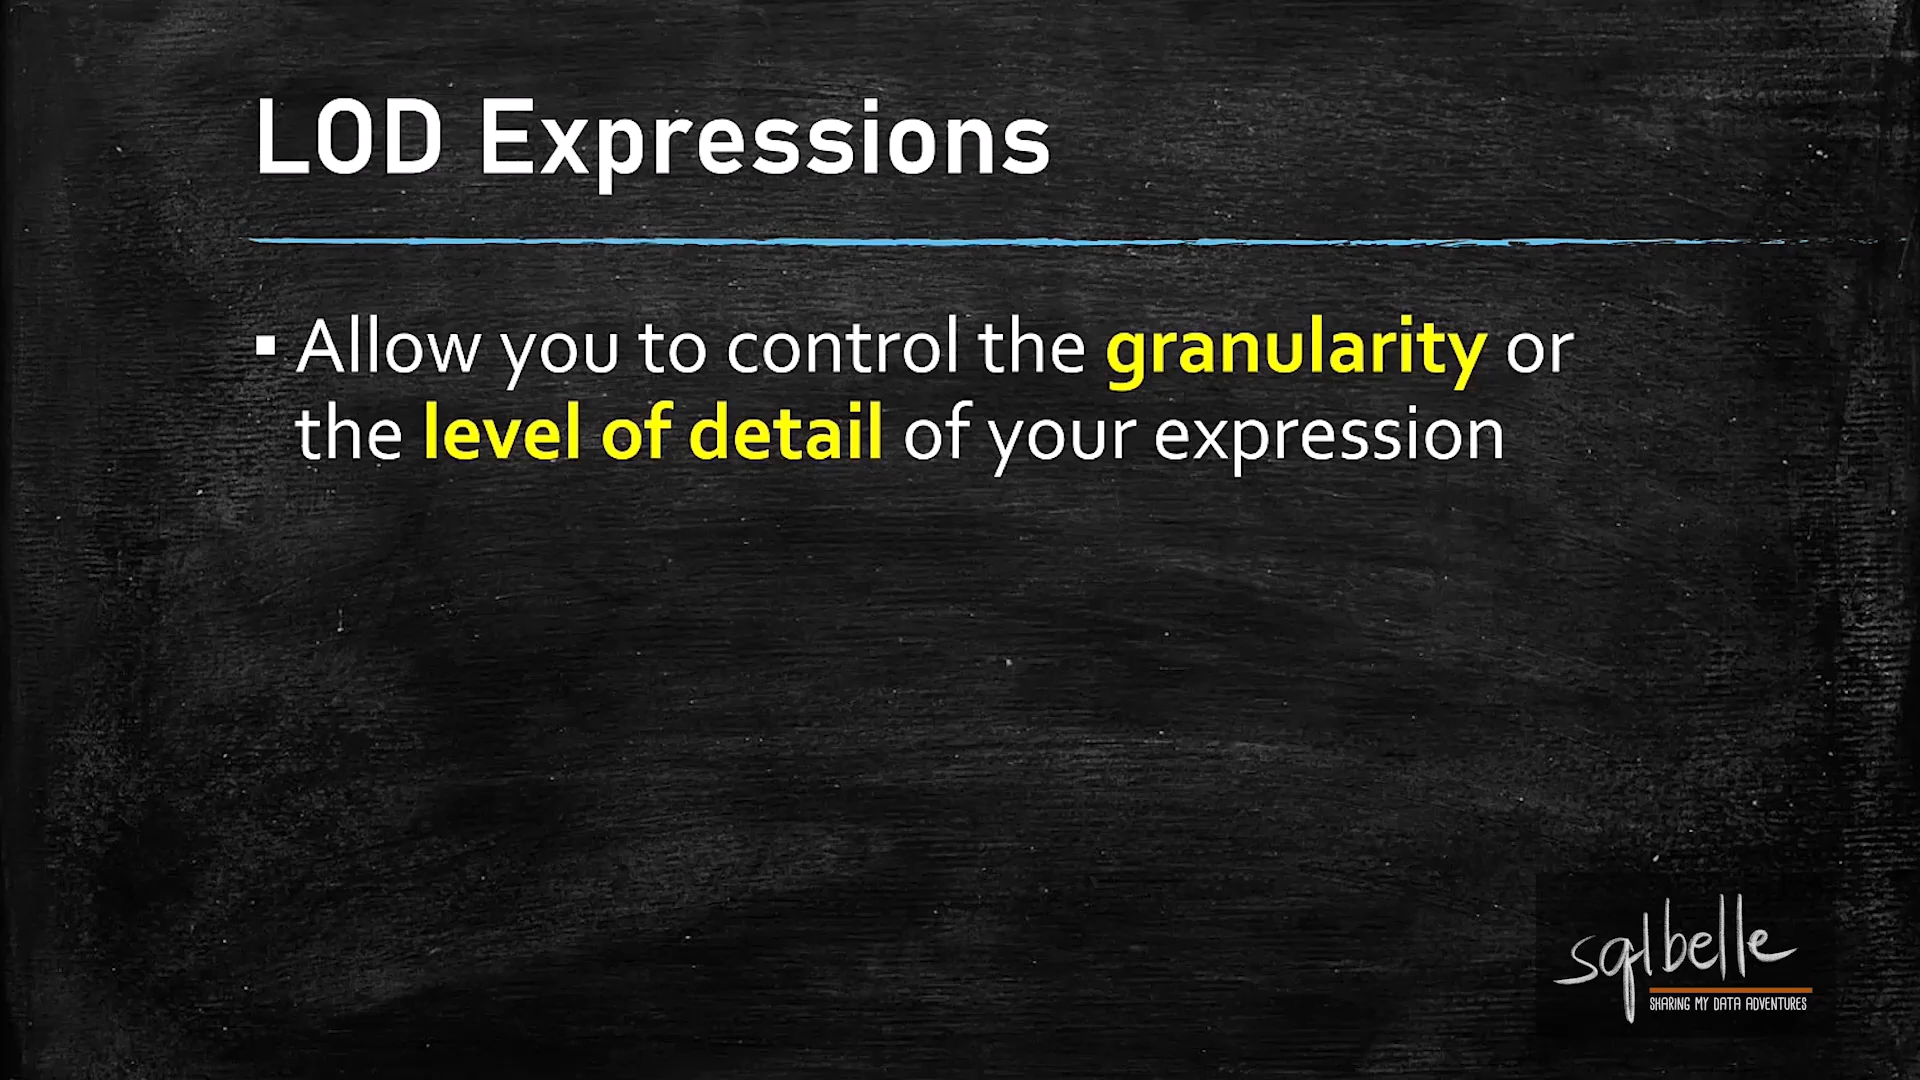 LOD Expressions
▪ Allow you to control the granularity or
the level of detail of your expression
sqlbelle
SHARING MY DATA ADVENTURES